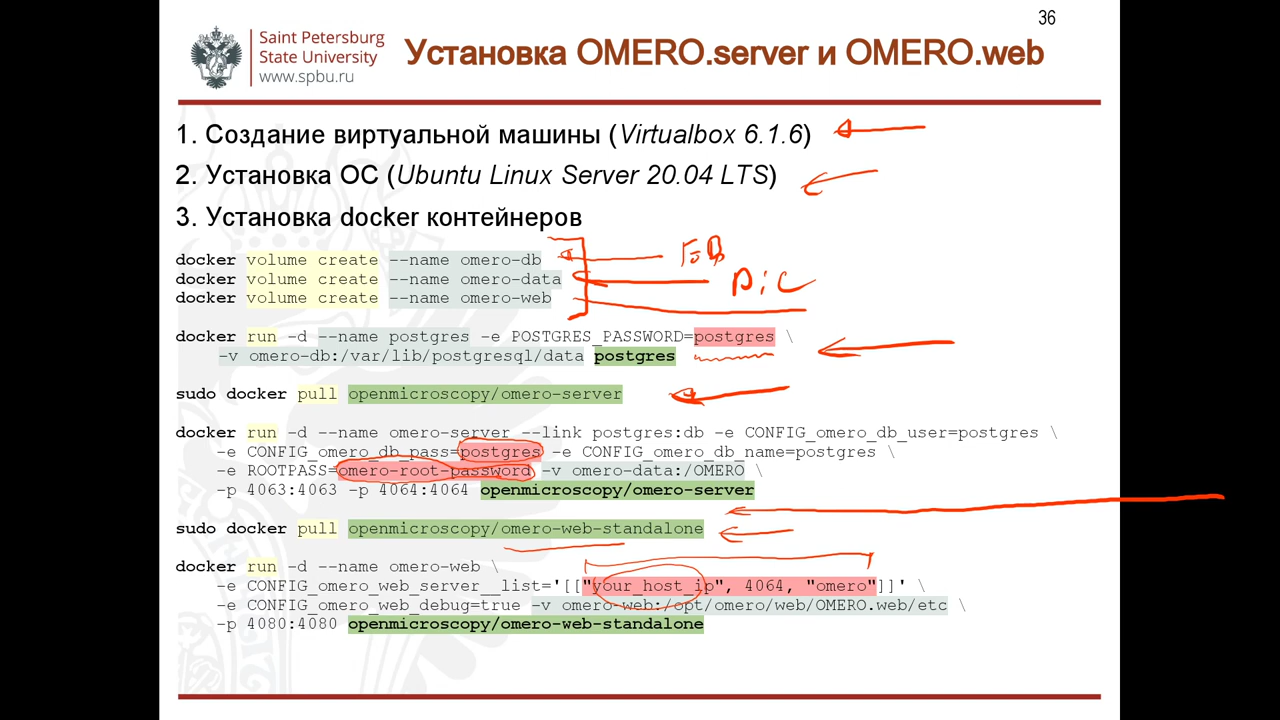 36
Saint Petersburg
State University
www.spbu.ru
Установка OMERO.server и OMERO.web
1. Создание виртуальной машины (Virtualbox 6.1.6)
2. Установка ОС (Ubuntu Linux Server 20.04 LTS)
3. Установка docker контейнеров
docker volume create --name omero-db
docker volume create --name omero-data
docker volume create --name omero-web
docker run -d --name postgres -e POSTGRES_PASSWORD=postgres \
-v omero-db:/var/lib/postgresql/data postgres
sudo docker pull openmicroscopy/omero-server
docker run -d --name omero-server --link postgres:db -e CONFIG_omero_db_user=postgres \
-e CONFIG_omero_db_pass=postgres -e CONFIG_omero_db_name=postgres \
-e ROOTPASS=omero-root-password -v omero-data:/OMERO \
-p 4063:4063 -p 4064:4064 openmicroscopy/omero-server
sudo docker pull openmicroscopy/omero-web-standalone
docker run -d --name omero-web \
-e CONFIG_omero_web_server__list='[["your_host_ip", 4064, "omero"]]' \
-e CONFIG_omero_web_debug=true -v omero-web:/opt/omero/web/OMERO.web/etc \
-p 4080:4080 openmicroscopy/omero-web-standalone